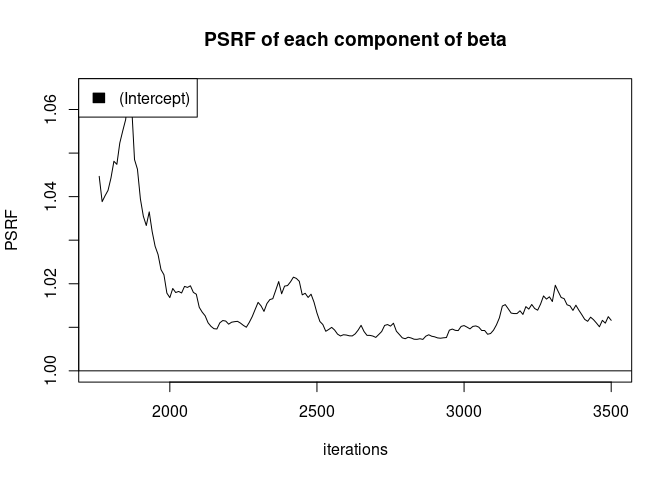 PSRF of each component of beta
(Intercept)
PSRF
1.06
1.04
1.02
1.00
2000 2500 3000 3500
iterations